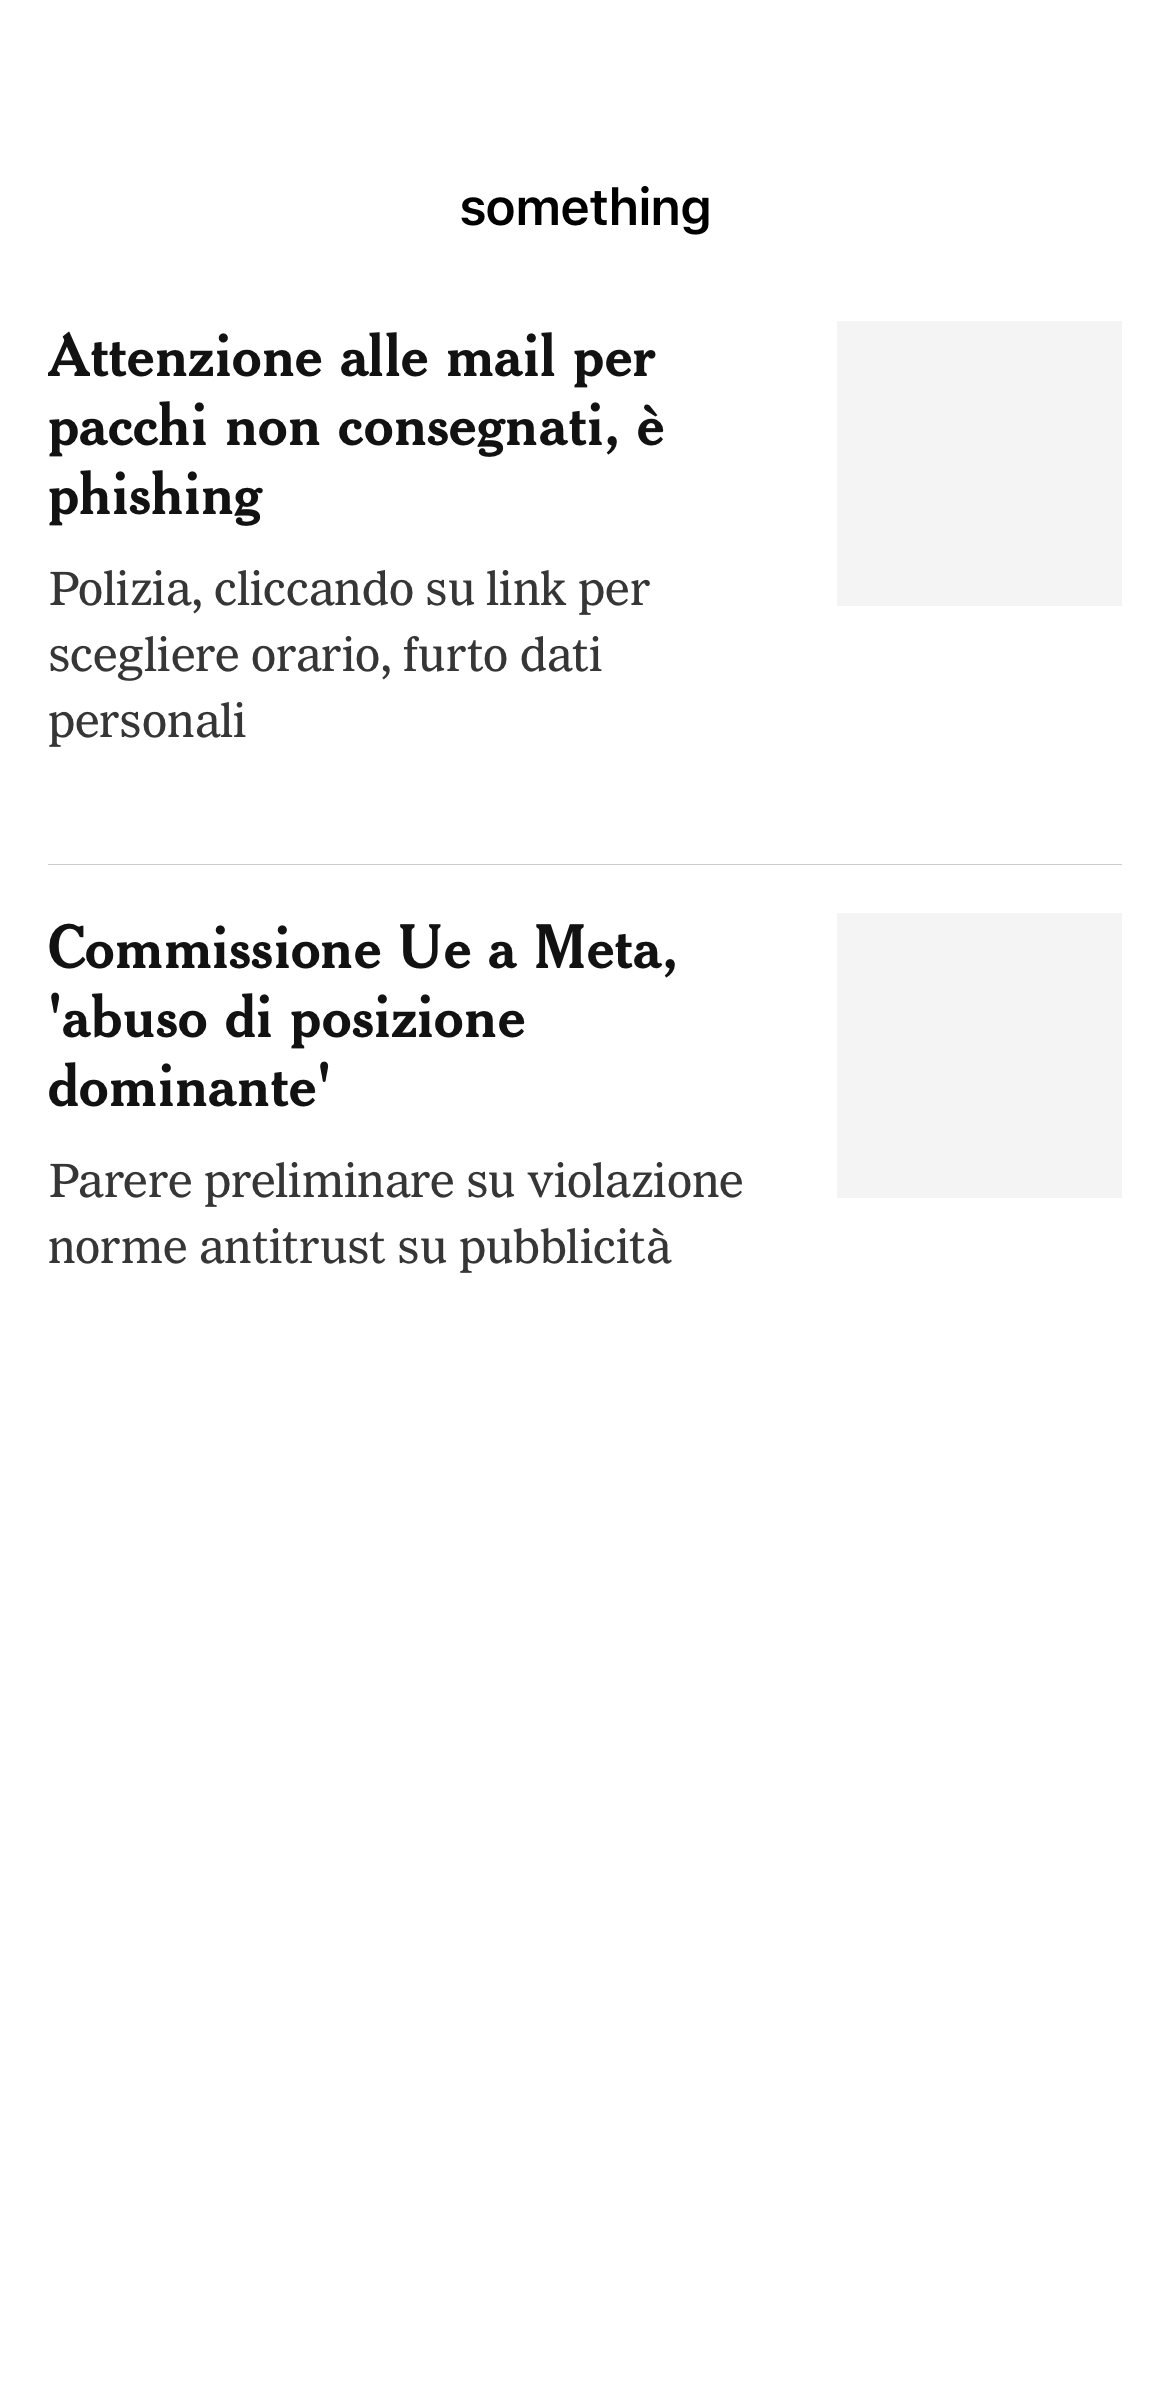 something
Attenzione alle mail per
pacchi non consegnati, è
phishing
Polizia, cliccando su link per
scegliere orario, furto dati
personali
Commissione Ue a Meta,
'abuso di posizione
dominante'
Parere preliminare su violazione
norme antitrust su pubblicità